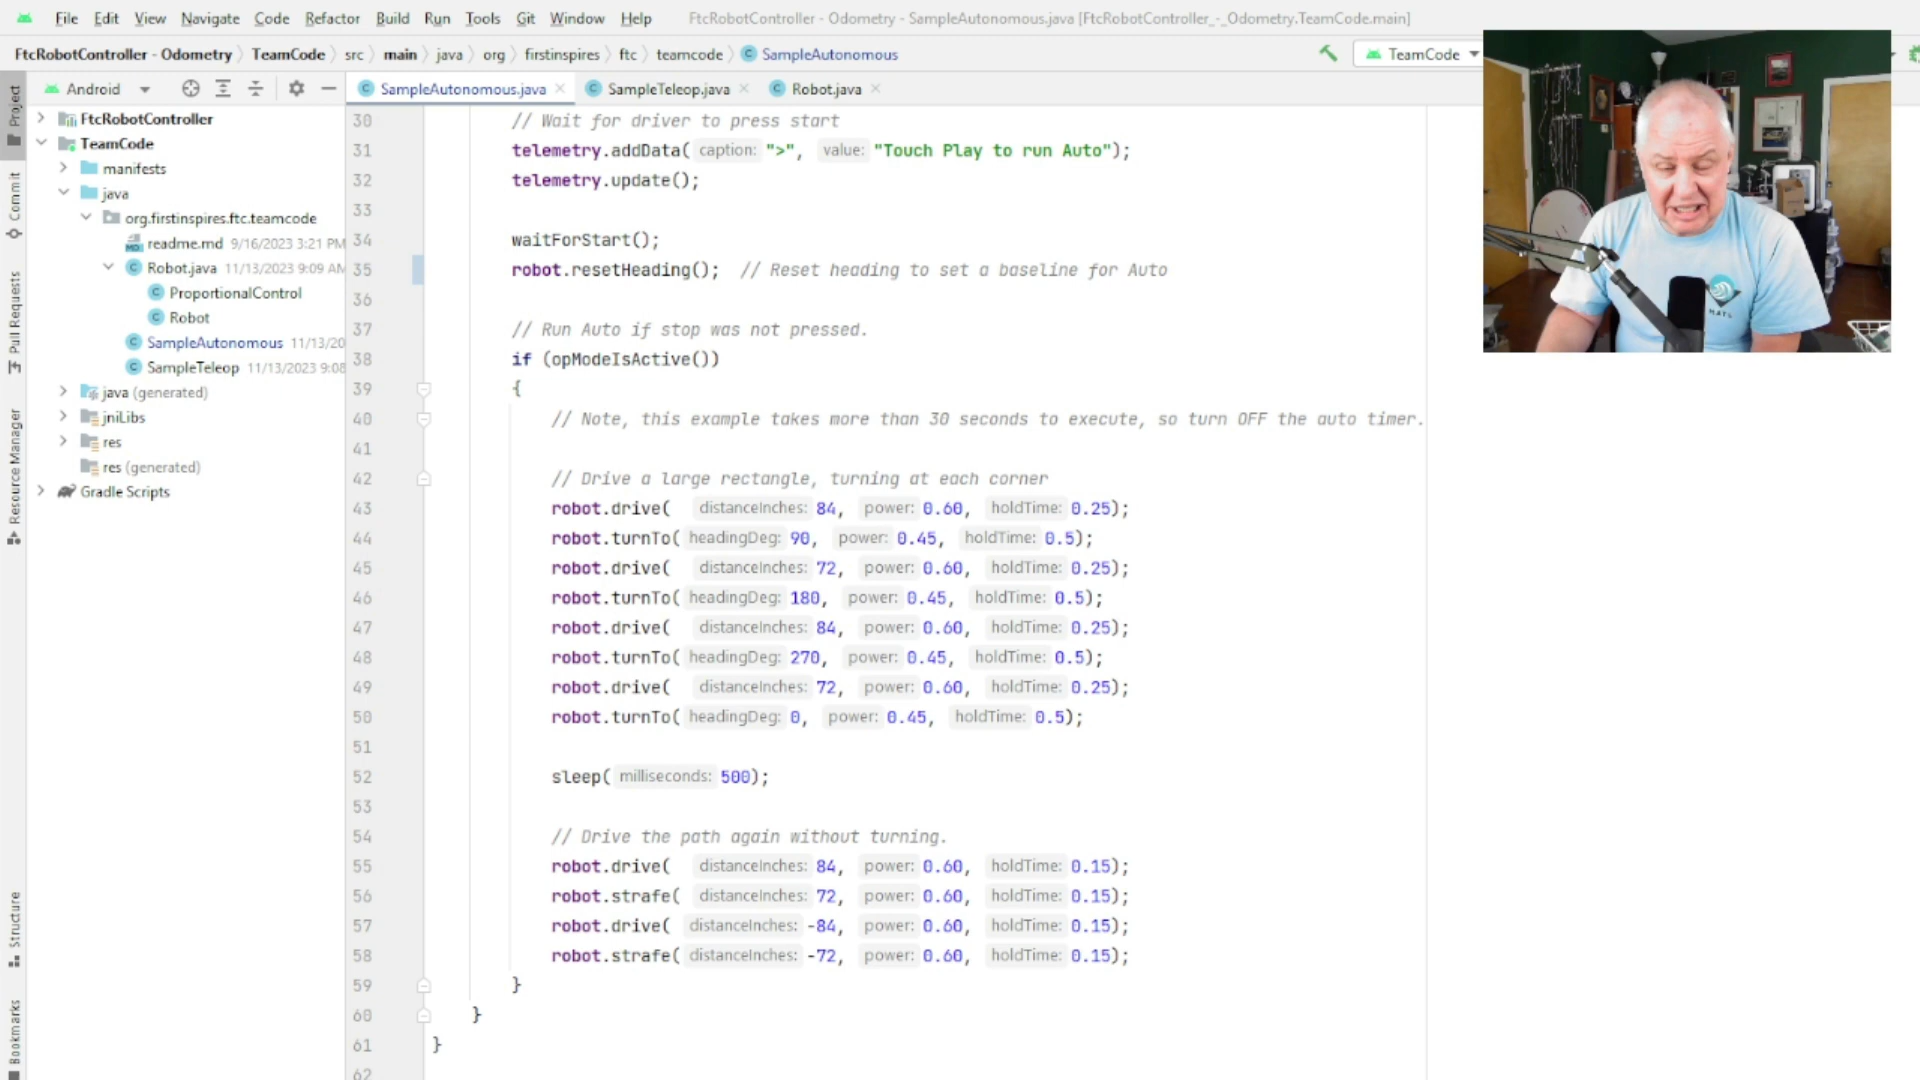 File Edit View Navigate Code Refactor Build Run Tools Git Window Help FtcRobotController - Odometry - SampleAutonomous.java [FtcRobotController_-_Odometry.TeamCode.main]
FtcRobotController - Odometry TeamCode src main java org firstinspires ftc teamcode SampleAutonomous TeamCode
Android SampleAutonomous.java SampleTeleop.java Robot.java
Project
Commit
Pull Requests
Resource Manager
Structure
Bookmarks
FtcRobotController
TeamCode
manifests
java
org.firstinspires.ftc.teamcode
readme.md 9/16/2023 3:21 PM
Robot.java 11/13/2023 9:09 AM
ProportionalControl
Robot
SampleAutonomous 11/13/20
SampleTeleop 11/13/2023 9:08
java (generated)
jniLibs
res
res (generated)
Gradle Scripts
30 // Wait for driver to press start
31 telemetry.addData( caption: ">", value: "Touch Play to run Auto");
32 telemetry.update();
33
34 waitForStart();
35 robot.resetHeading(); // Reset heading to set a baseline for Auto
36
37 // Run Auto if stop was not pressed.
38 if (opModeIsActive())
39 {
40 // Note, this example takes more than 30 seconds to execute, so turn OFF the auto timer.
41
42 // Drive a large rectangle, turning at each corner
43 robot.drive( distanceInches: 84, power: 0.60, holdTime: 0.25);
44 robot.turnTo( headingDeg: 90, power: 0.45, holdTime: 0.5);
45 robot.drive( distanceInches: 72, power: 0.60, holdTime: 0.25);
46 robot.turnTo( headingDeg: 180, power: 0.45, holdTime: 0.5);
47 robot.drive( distanceInches: 84, power: 0.60, holdTime: 0.25);
48 robot.turnTo( headingDeg: 270, power: 0.45, holdTime: 0.5);
49 robot.drive( distanceInches: 72, power: 0.60, holdTime: 0.25);
50 robot.turnTo( headingDeg: 0, power: 0.45, holdTime: 0.5);
51
52 sleep( milliseconds: 500);
53
54 // Drive the path again without turning.
55 robot.drive( distanceInches: 84, power: 0.60, holdTime: 0.15);
56 robot.strafe( distanceInches: 72, power: 0.60, holdTime: 0.15);
57 robot.drive( distanceInches: -84, power: 0.60, holdTime: 0.15);
58 robot.strafe( distanceInches: -72, power: 0.60, holdTime: 0.15);
59 }
60 }
61 }
62